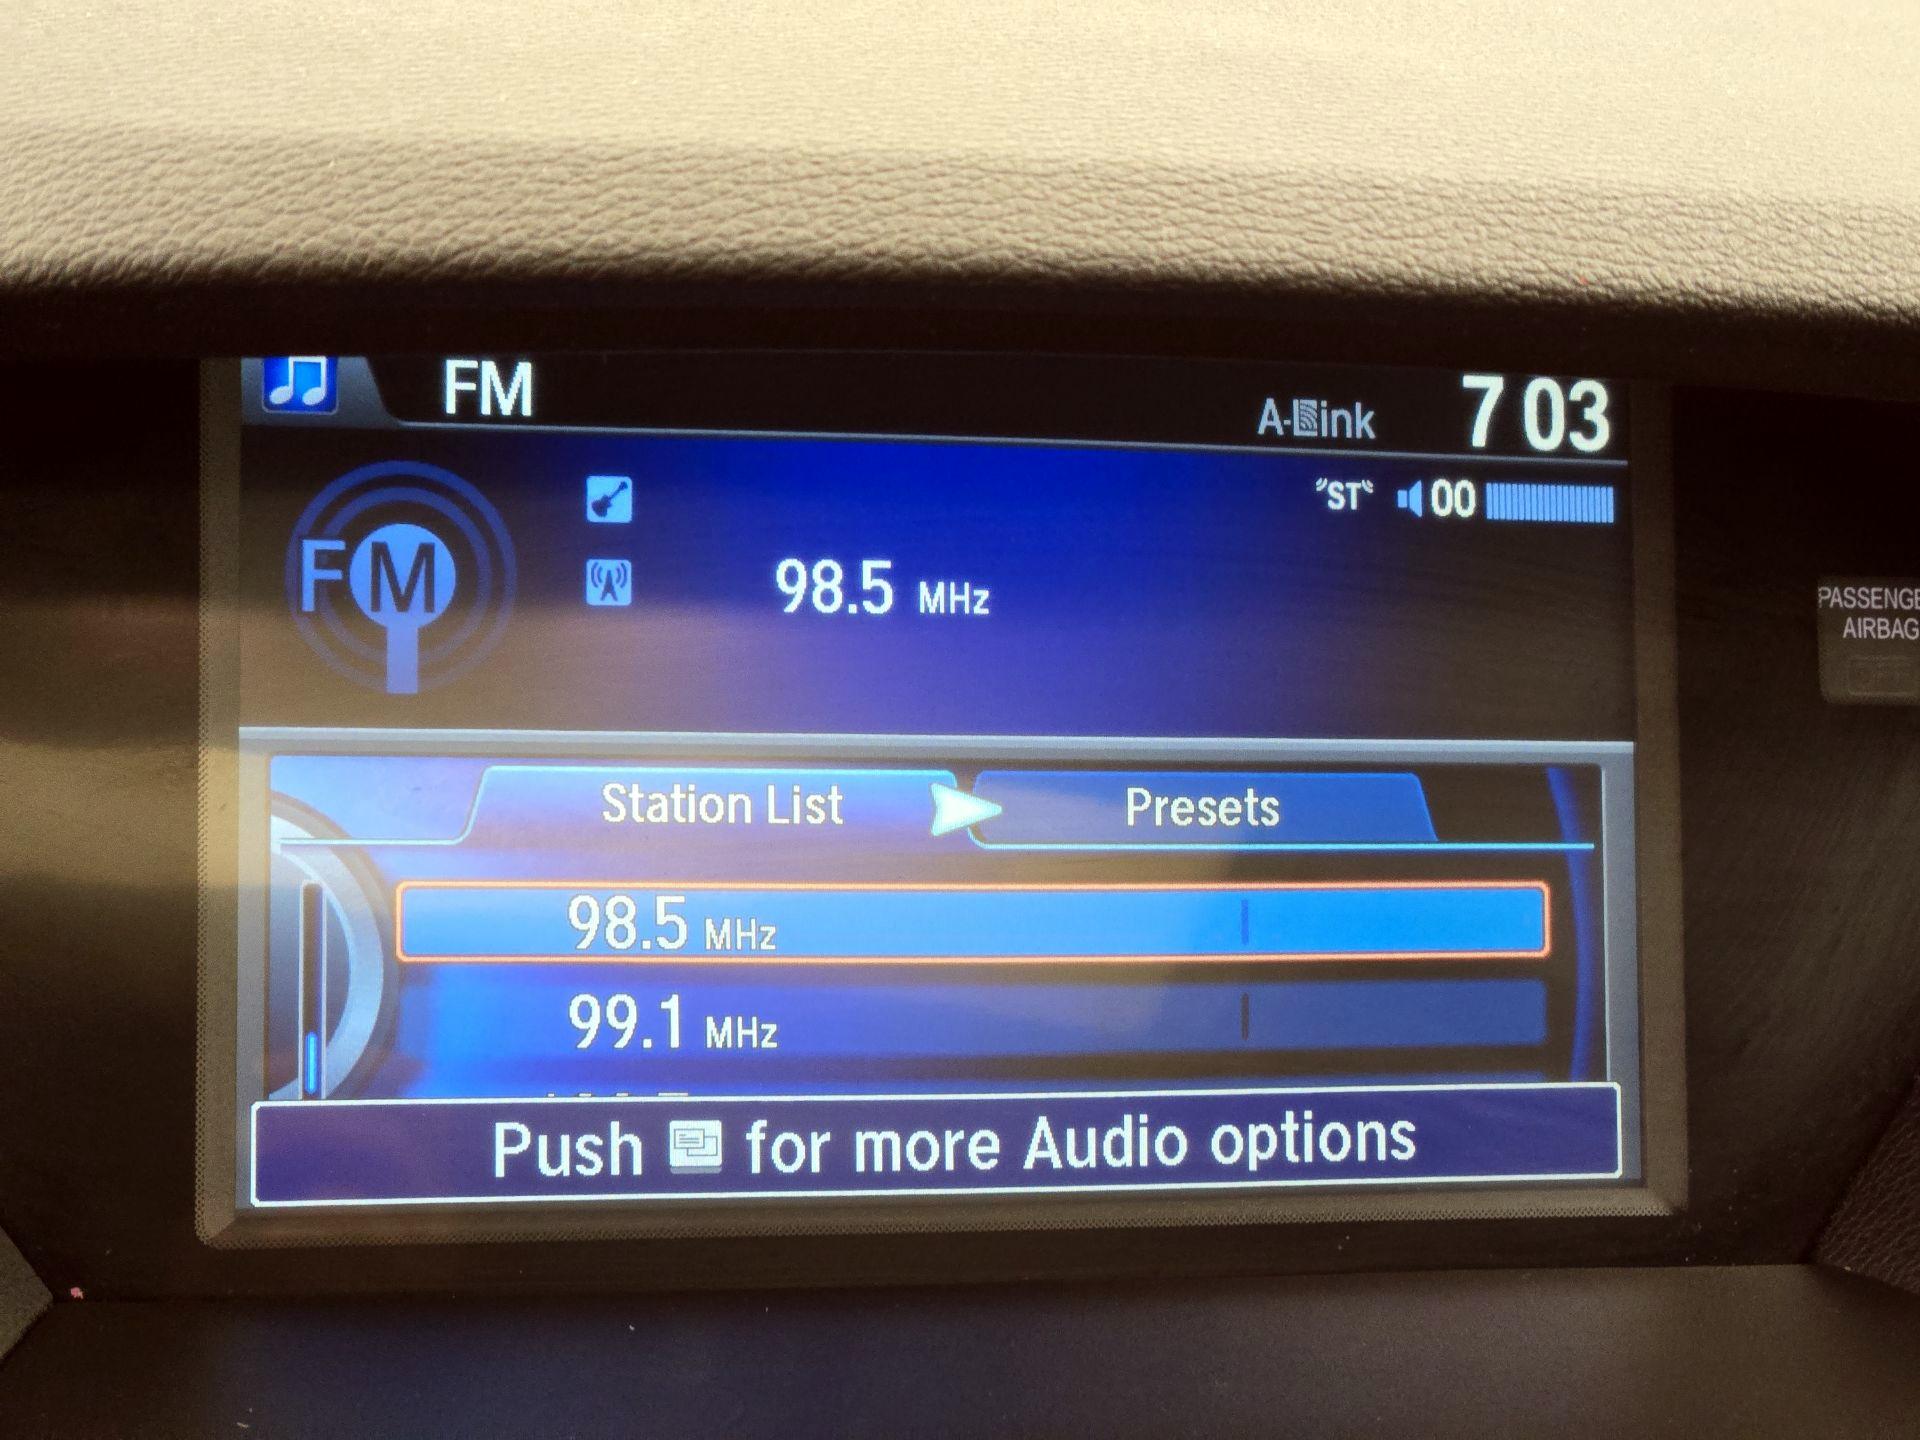 FM
A-Link
7 03
"ST"
00
FM
98.5 MHz
PASSENGE
AIRBAG
Station List
Presets
98.5 MHz
99.1 MHz
Push for more Audio options